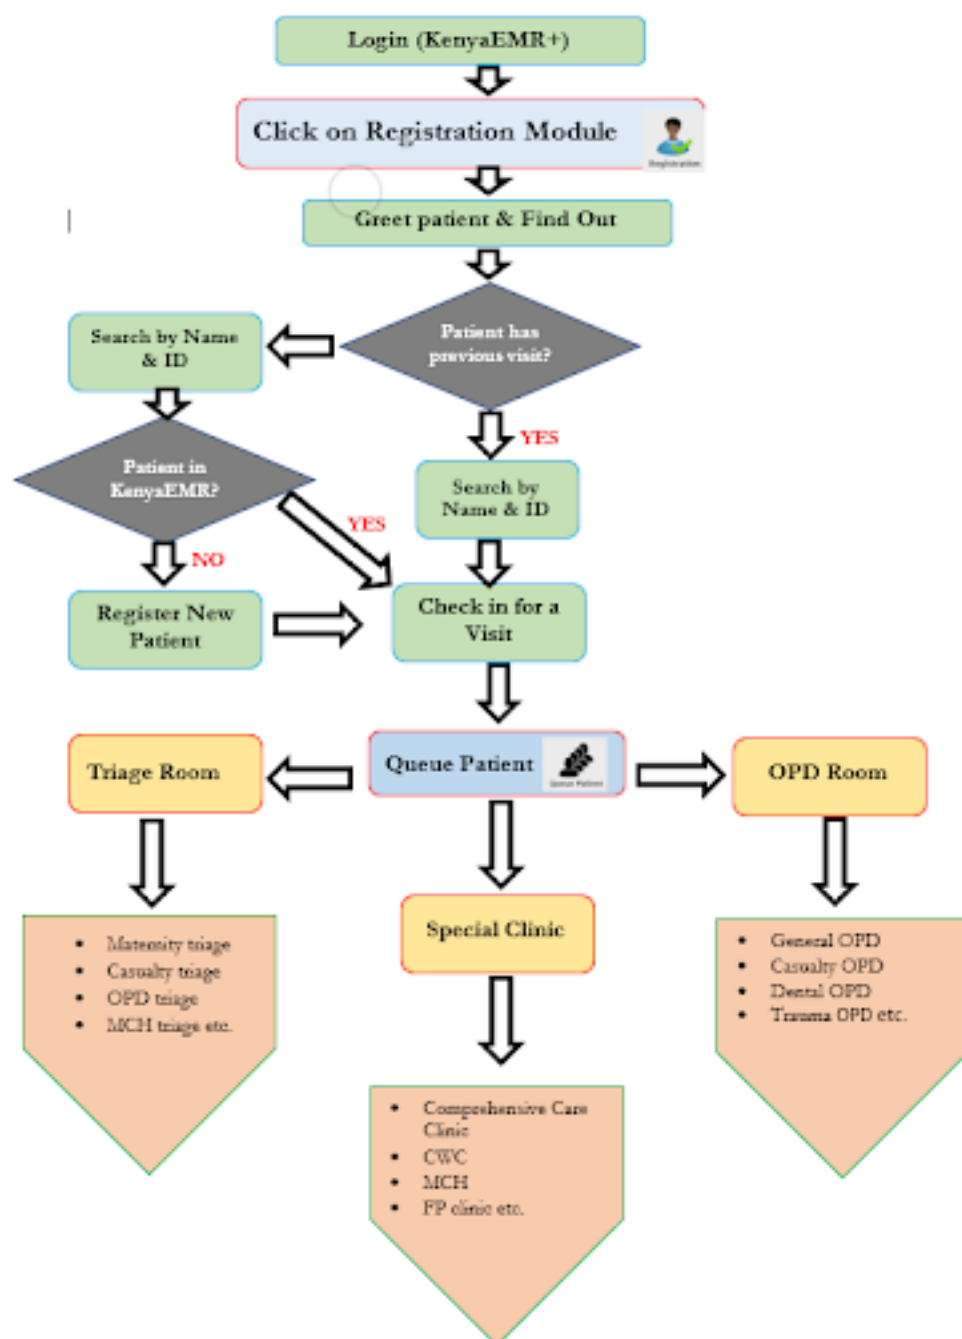 Login (KenyaEMR+)
Click on Registration Module
Registration
Greet patient & Find Out
Patient has
previous visit?
Search by Name
& ID
YES
Patient in
KenyaEMR?
Search by
Name & ID
YES
NO
Register New
Patient
Check in for a
Visit
Triage Room
Queue Patient
Queue Patient
OPD Room
Special Clinic
• Maternity triage
• Casualty triage
• OPD triage
• MCH triage etc.
• General OPD
• Casualty OPD
• Dental OPD
• Trauma OPD etc.
• Comprehensive Care
Clinic
• CWC
• MCH
• FP clinic etc.